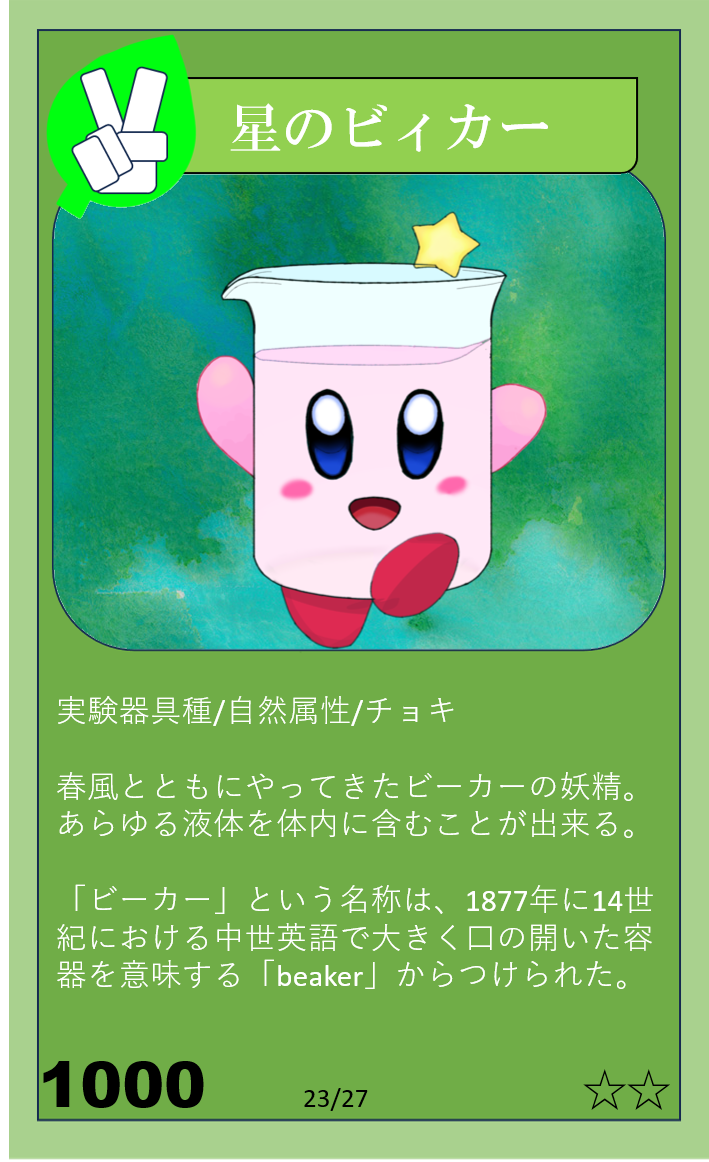 星のビィカー
実験器具種/自然属性/チョキ
春風とともにやってきたビーカーの妖精。
あらゆる液体を体内に含むことが出来る。
「ビーカー」という名称は、1877年に14世
紀における中世英語で大きく口の開いた容
器を意味する「beaker」からつけられた。
1000
23/27
☆☆